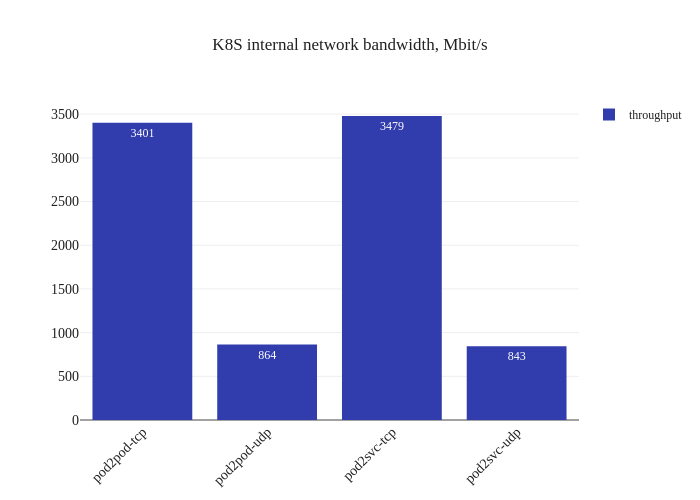 K8S internal network bandwidth, Mbit/s
3500
3000
2500
2000
1500
1000
500
0
3401
864
3479
843
pod2pod-tcp
pod2pod-udp
pod2svc-tcp
pod2svc-udp
throughput